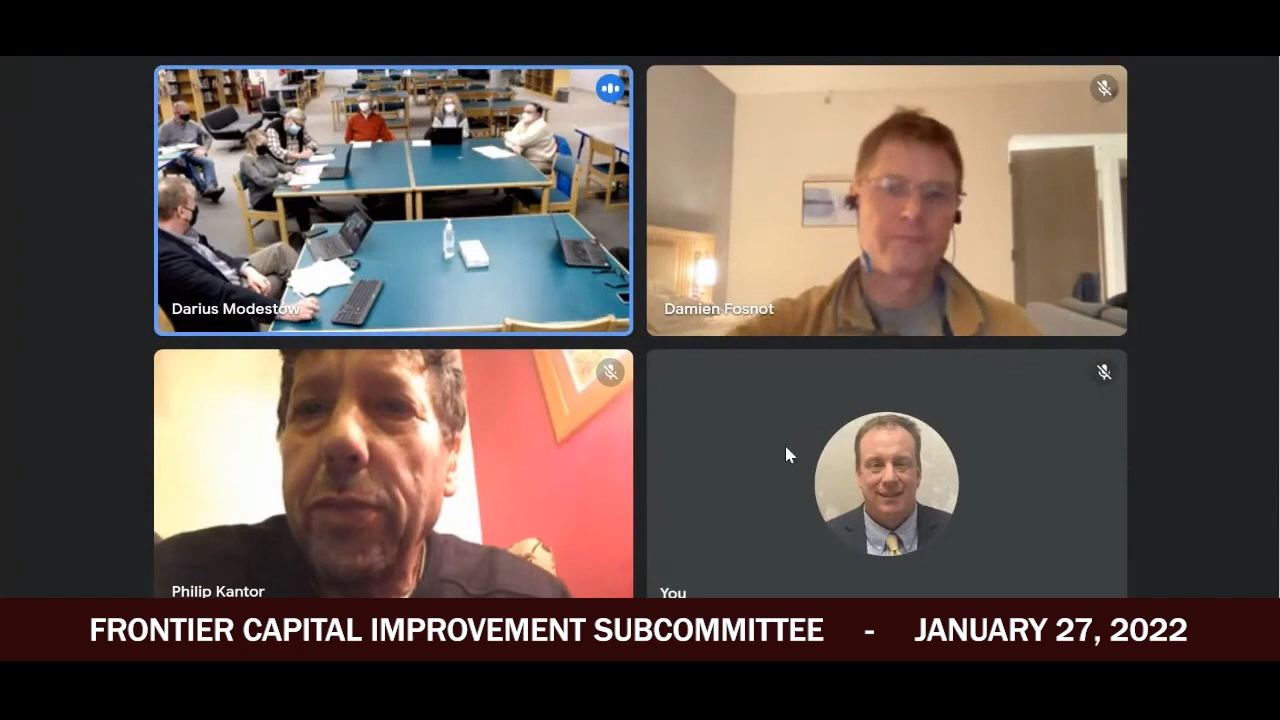 Darius Modestow
Damien Fosnot
Philip Kantor
You
FRONTIER CAPITAL IMPROVEMENT SUBCOMMITTEE - JANUARY 27, 2022